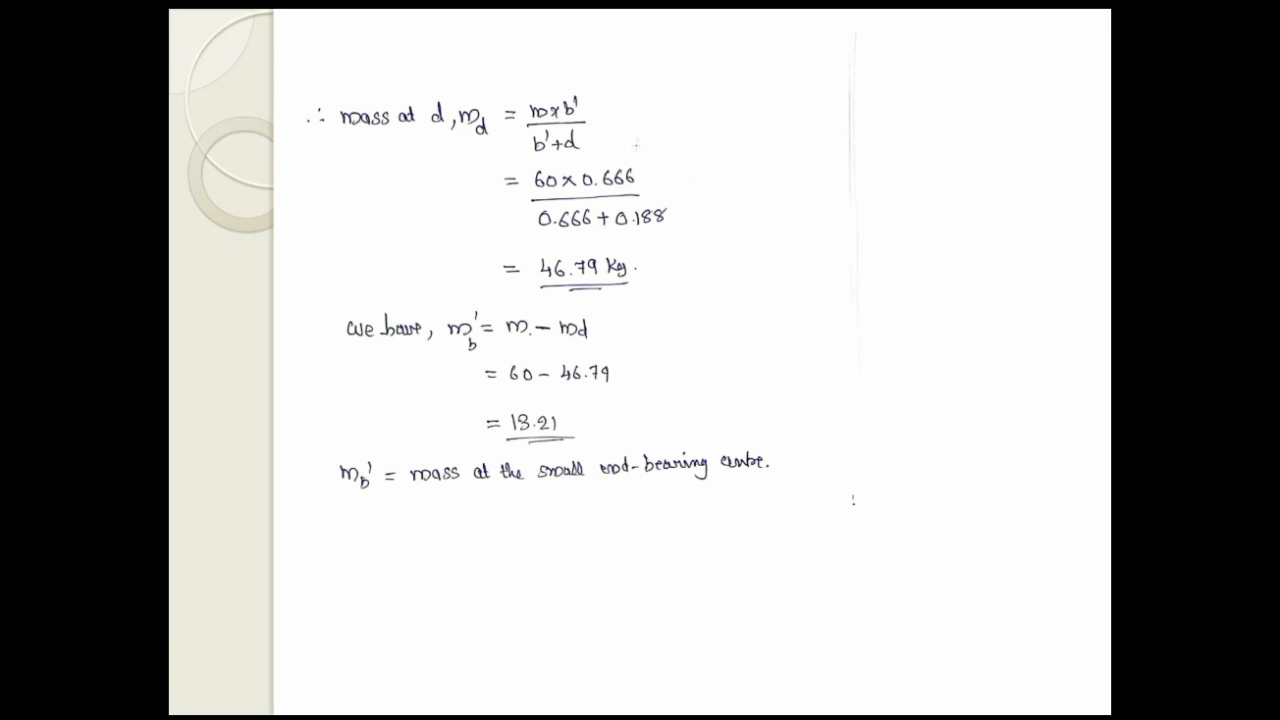 ∴ mass at d, m_d = m×b' / b'+d
= 60×0.666 / 0.666+0.188
= 46.79 Kg.
we have, m_b' = m - md
= 60 - 46.79
= 13.21
m_b' = mass at the small end-bearing centre.